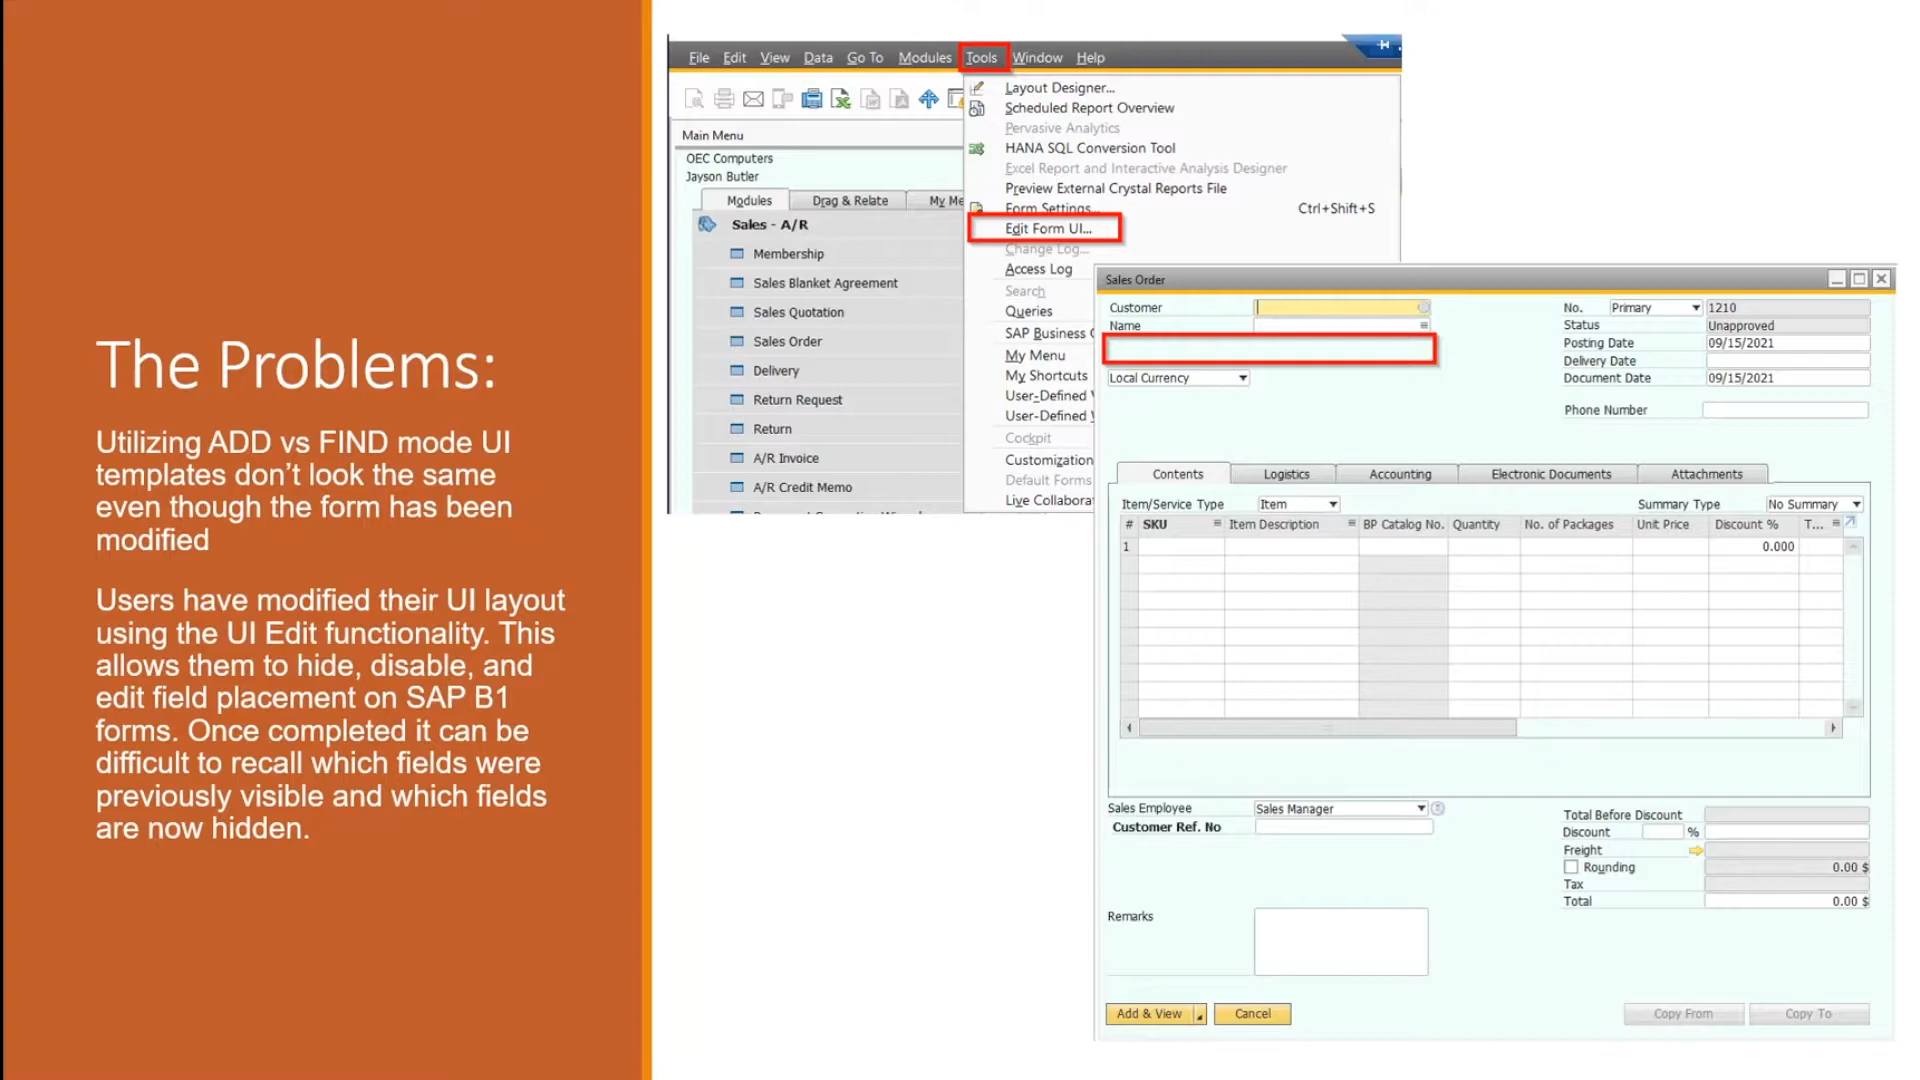 The Problems:
Utilizing ADD vs FIND mode UI
templates don’t look the same
even though the form has been
modified
Users have modified their UI layout
using the UI Edit functionality. This
allows them to hide, disable, and
edit field placement on SAP B1
forms. Once completed it can be
difficult to recall which fields were
previously visible and which fields
are now hidden.
File Edit View Data Go To Modules Tools Window Help
Main Menu
OEC Computers
Jayson Butler
Modules Drag & Relate My Me
Sales - A/R
Membership
Sales Blanket Agreement
Sales Quotation
Sales Order
Delivery
Return Request
Return
A/R Invoice
A/R Credit Memo
Layout Designer...
Scheduled Report Overview
Pervasive Analytics
HANA SQL Conversion Tool
Excel Report and Interactive Analysis Designer
Preview External Crystal Reports File
Form Settings... Ctrl+Shift+S
Edit Form UI...
Change Log...
Access Log
Search
Queries
SAP Business
My Menu
My Shortcuts
User-Defined
User-Defined
Cockpit
Customization
Default Forms
Live Collabora
Sales Order
Customer
Name
Local Currency
No. Primary 1210
Status Unapproved
Posting Date 09/15/2021
Delivery Date
Document Date 09/15/2021
Phone Number
Contents Logistics Accounting Electronic Documents Attachments
Item/Service Type Item Summary Type No Summary
# SKU Item Description BP Catalog No. Quantity No. of Packages Unit Price Discount % T...
1 0.000
Sales Employee Sales Manager
Customer Ref. No
Total Before Discount
Discount %
Freight
Rounding 0.00 $
Tax
Total 0.00 $
Remarks
Add & View Cancel Copy From Copy To